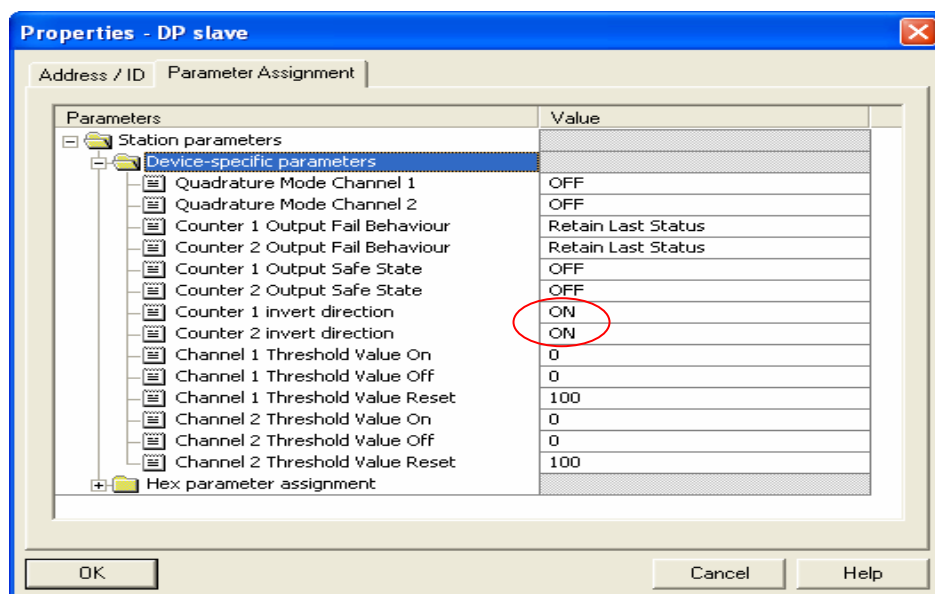 Properties - DP slave
Address / ID Parameter Assignment
Parameters Value
Station parameters
Device-specific parameters
Quadrature Mode Channel 1 OFF
Quadrature Mode Channel 2 OFF
Counter 1 Output Fail Behaviour Retain Last Status
Counter 2 Output Fail Behaviour Retain Last Status
Counter 1 Output Safe State OFF
Counter 2 Output Safe State OFF
Counter 1 invert direction ON
Counter 2 invert direction ON
Channel 1 Threshold Value On 0
Channel 1 Threshold Value Off 0
Channel 1 Threshold Value Reset 100
Channel 2 Threshold Value On 0
Channel 2 Threshold Value Off 0
Channel 2 Threshold Value Reset 100
Hex parameter assignment
OK Cancel Help